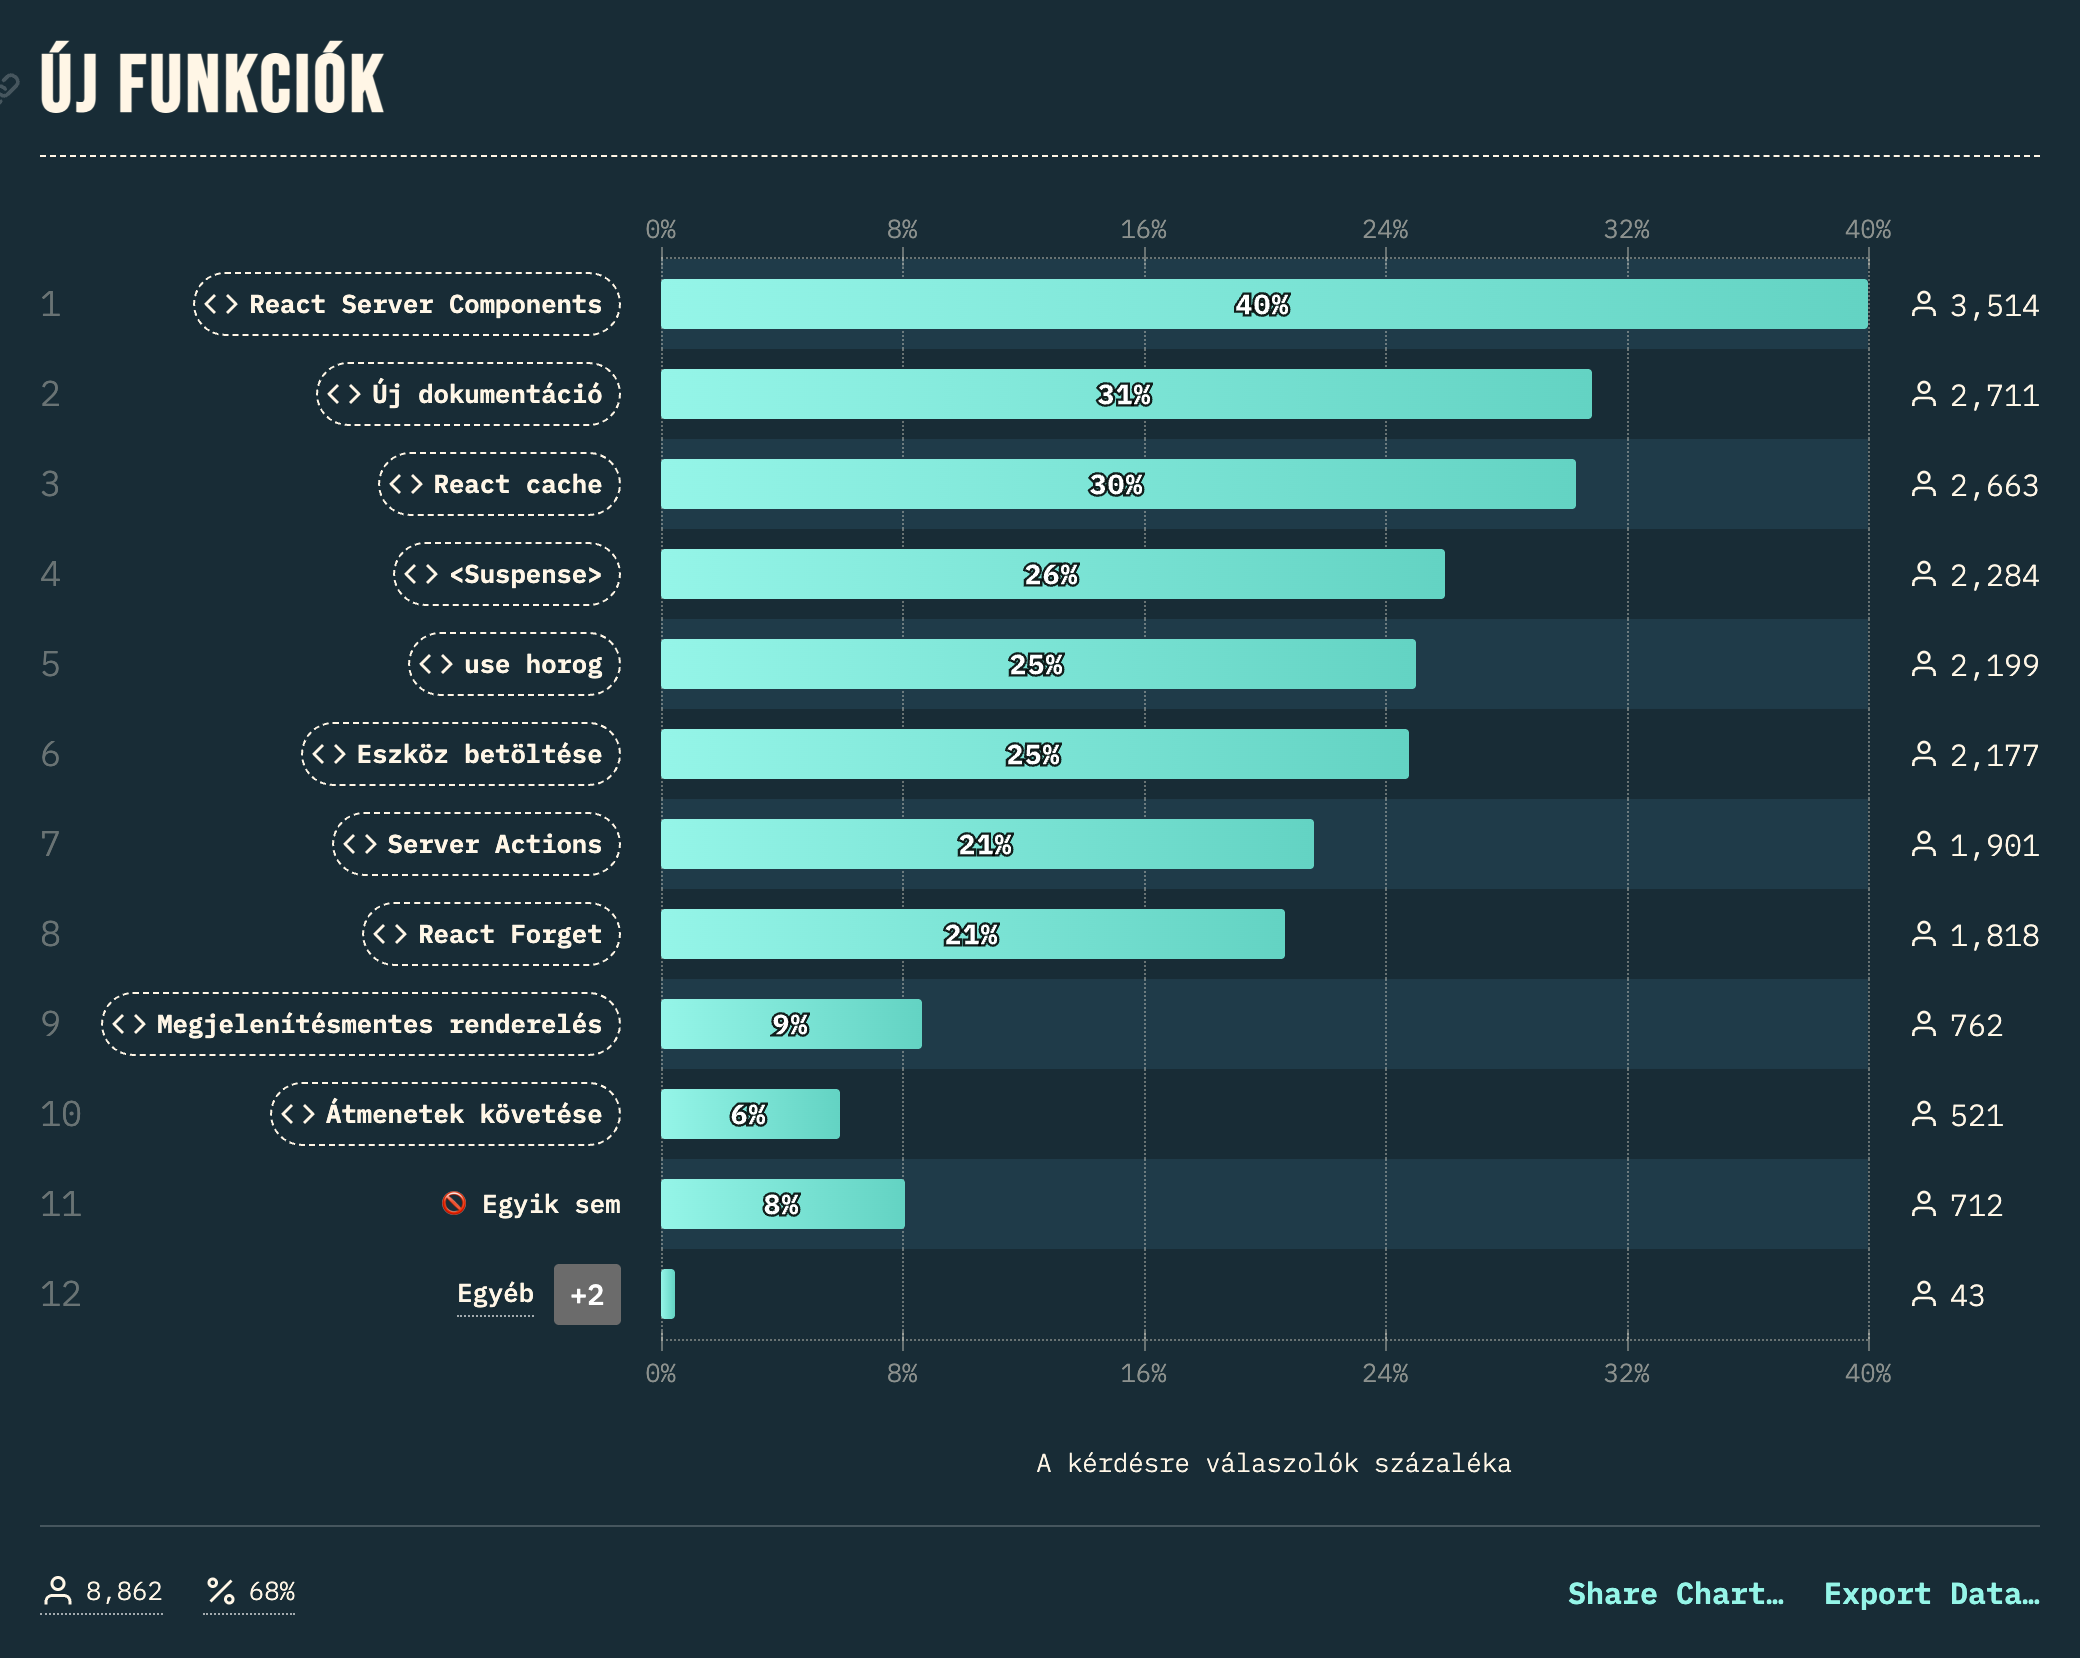 ÚJ FUNKCIÓK
0% 8% 16% 24% 32% 40%
1 React Server Components 40% 3,514
2 Új dokumentáció 31% 2,711
3 React cache 30% 2,663
4 <Suspense> 26% 2,284
5 use horog 25% 2,199
6 Eszköz betöltése 25% 2,177
7 Server Actions 21% 1,901
8 React Forget 21% 1,818
9 Megjelenítésmentes renderelés 9% 762
10 Átmenetek követése 6% 521
11 Egyik sem 8% 712
12 Egyéb +2 43
0% 8% 16% 24% 32% 40%
A kérdésre válaszolók százaléka
8,862 68% Share Chart… Export Data…